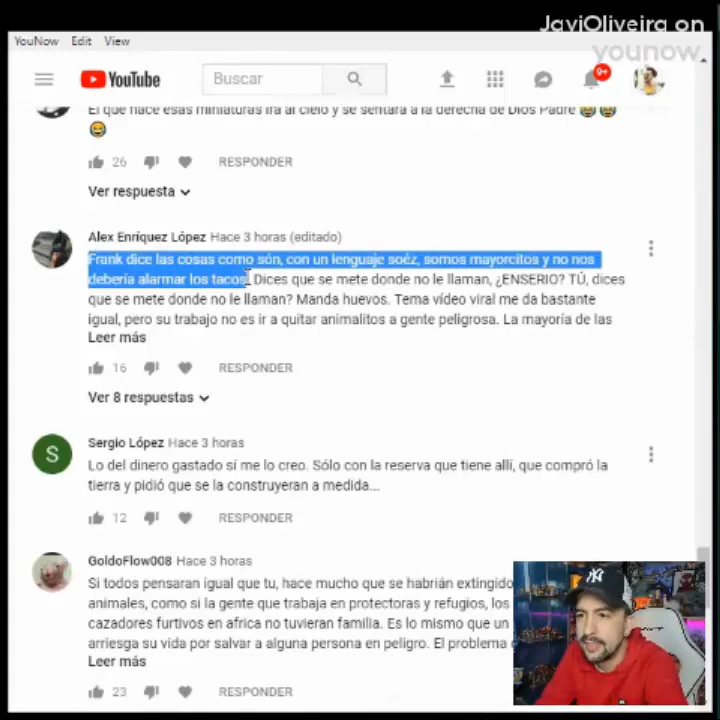 JaviOliveira on
younow
YouNow Edit View
YouTube
Buscar
9+
El que hace esas miniaturas irá al cielo y se sentará a la derecha de Dios Padre
26 RESPONDER
Ver respuesta
Alex Enríquez López Hace 3 horas (editado)
Frank dice las cosas como són, con un lenguaje soéz, somos mayorcitos y no nos
debería alarmar los tacos. Dices que se mete donde no le llaman, ¿ENSERIO? TÚ, dices
que se mete donde no le llaman? Manda huevos. Tema vídeo viral me da bastante
igual, pero su trabajo no es ir a quitar animalitos a gente peligrosa. La mayoría de las
Leer más
16 RESPONDER
Ver 8 respuestas
S
Sergio López Hace 3 horas
Lo del dinero gastado sí me lo creo. Sólo con la reserva que tiene allí, que compró la
tierra y pidió que se la construyeran a medida...
12 RESPONDER
GoldoFlow008 Hace 3 horas
Si todos pensaran igual que tu, hace mucho que se habrían extingido
animales, como si la gente que trabaja en protectoras y refugios, los
cazadores furtivos en africa no tuvieran familia. Es lo mismo que un
arriesga su vida por salvar a alguna persona en peligro. El problema
Leer más
23 RESPONDER
NY